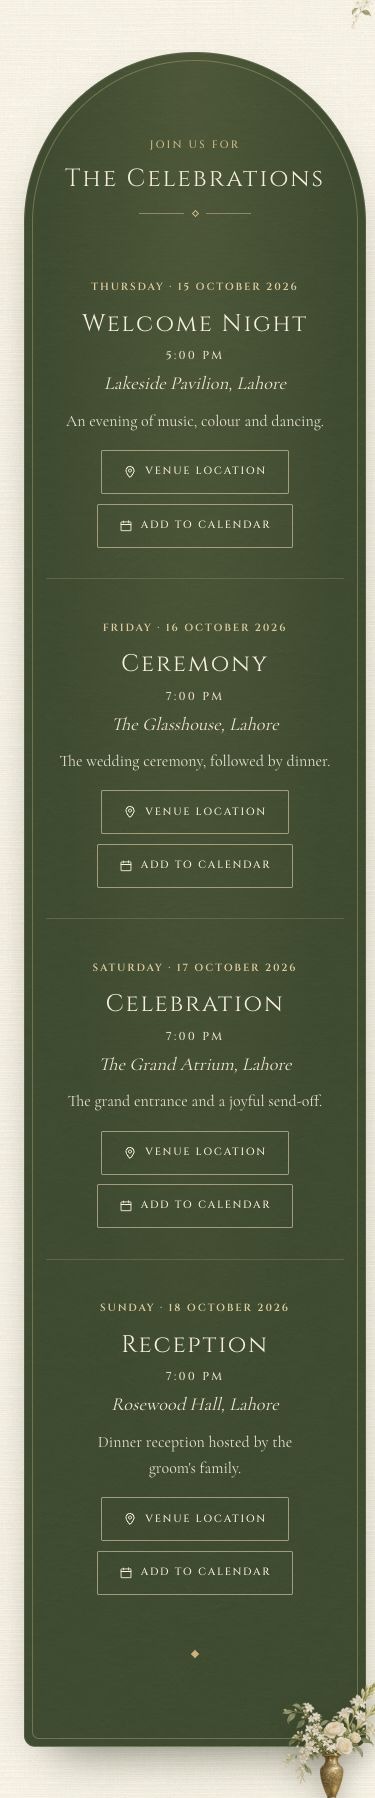 JOIN US FOR
THE CELEBRATIONS
THURSDAY · 15 OCTOBER 2026
WELCOME NIGHT
5:00 PM
Lakeside Pavilion, Lahore
An evening of music, colour and dancing.
VENUE LOCATION
ADD TO CALENDAR
FRIDAY · 16 OCTOBER 2026
CEREMONY
7:00 PM
The Glasshouse, Lahore
The wedding ceremony, followed by dinner.
VENUE LOCATION
ADD TO CALENDAR
SATURDAY · 17 OCTOBER 2026
CELEBRATION
7:00 PM
The Grand Atrium, Lahore
The grand entrance and a joyful send-off.
VENUE LOCATION
ADD TO CALENDAR
SUNDAY · 18 OCTOBER 2026
RECEPTION
7:00 PM
Rosewood Hall, Lahore
Dinner reception hosted by the
groom's family.
VENUE LOCATION
ADD TO CALENDAR